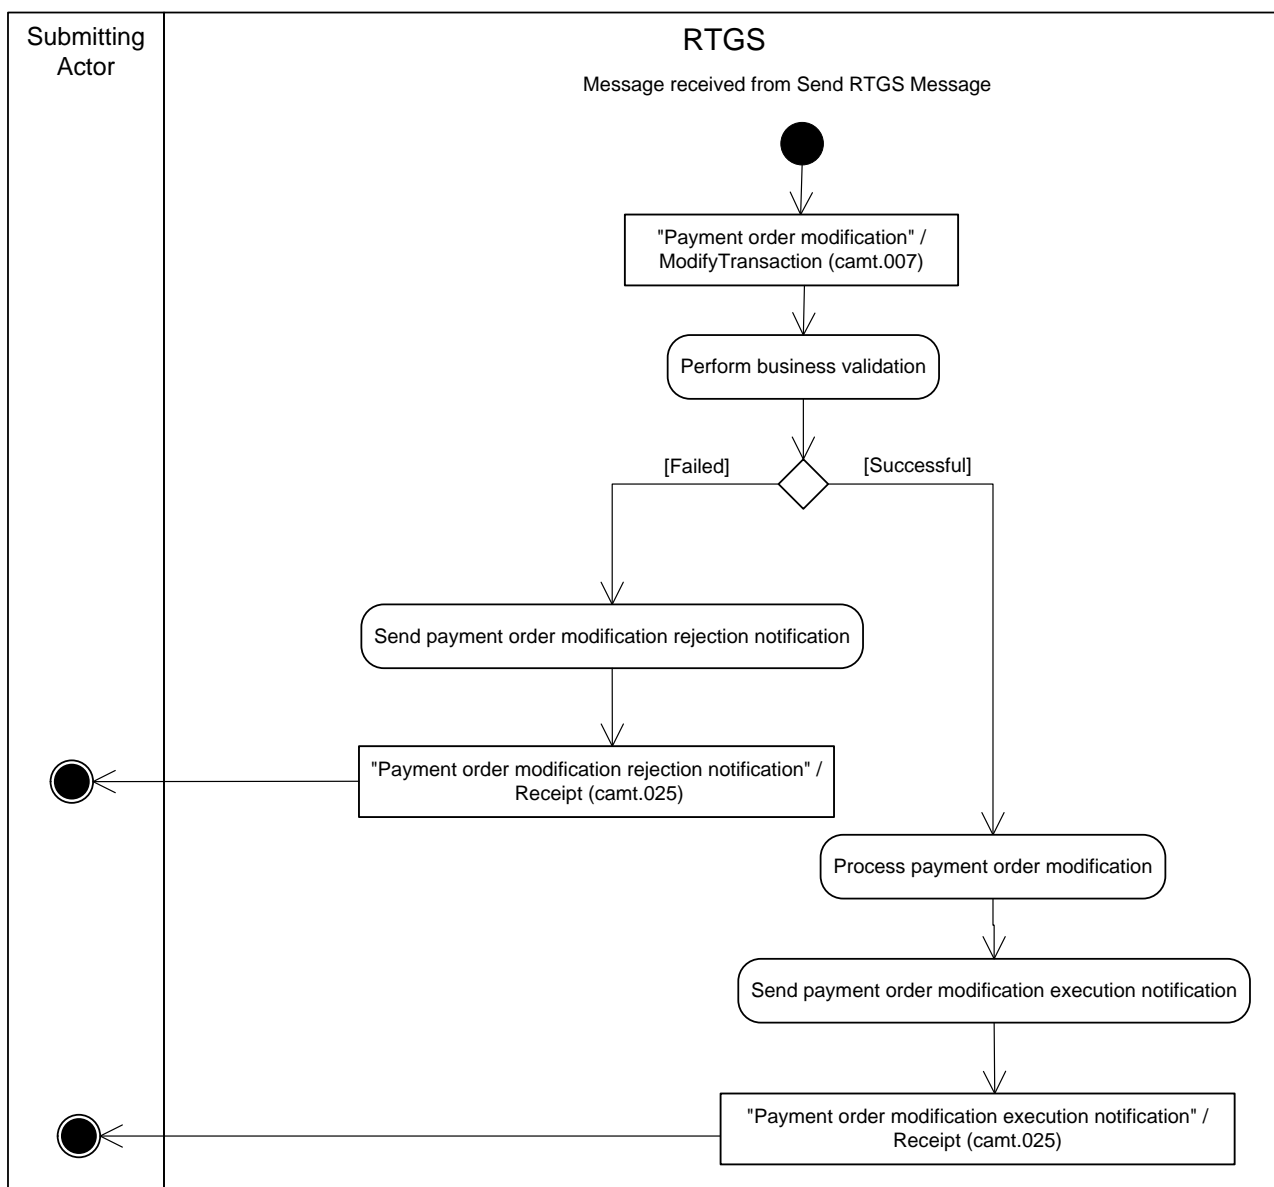 Submitting
Actor
RTGS
Message received from Send RTGS Message
"Payment order modification" /
ModifyTransaction (camt.007)
Perform business validation
[Failed]
[Successful]
Send payment order modification rejection notification
"Payment order modification rejection notification" /
Receipt (camt.025)
Process payment order modification
Send payment order modification execution notification
"Payment order modification execution notification" /
Receipt (camt.025)